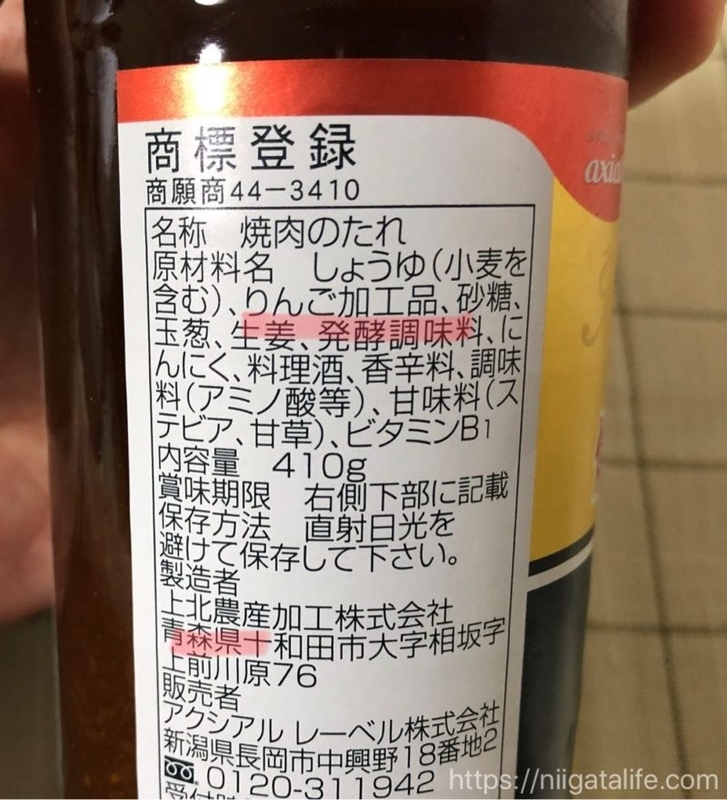 商標登録
商願商44−3410
名称　焼肉のたれ
原材料名　しょうゆ(小麦を
含む)、りんご加工品、砂糖、
玉葱、生姜、発酵調味料、に
んにく、料理酒、香辛料、調味
料(アミノ酸等)、甘味料(ス
テビア、甘草)、ビタミンB1
内容量　410g
賞味期限　右側下部に記載
保存方法　直射日光を
避けて保存して下さい。
製造者
上北農産加工株式会社
青森県十和田市大字相坂字
上前川原76
販売者
アクシアル レーベル株式会社
新潟県長岡市中興野18番地2
0120-311942
https://niigatalife.com